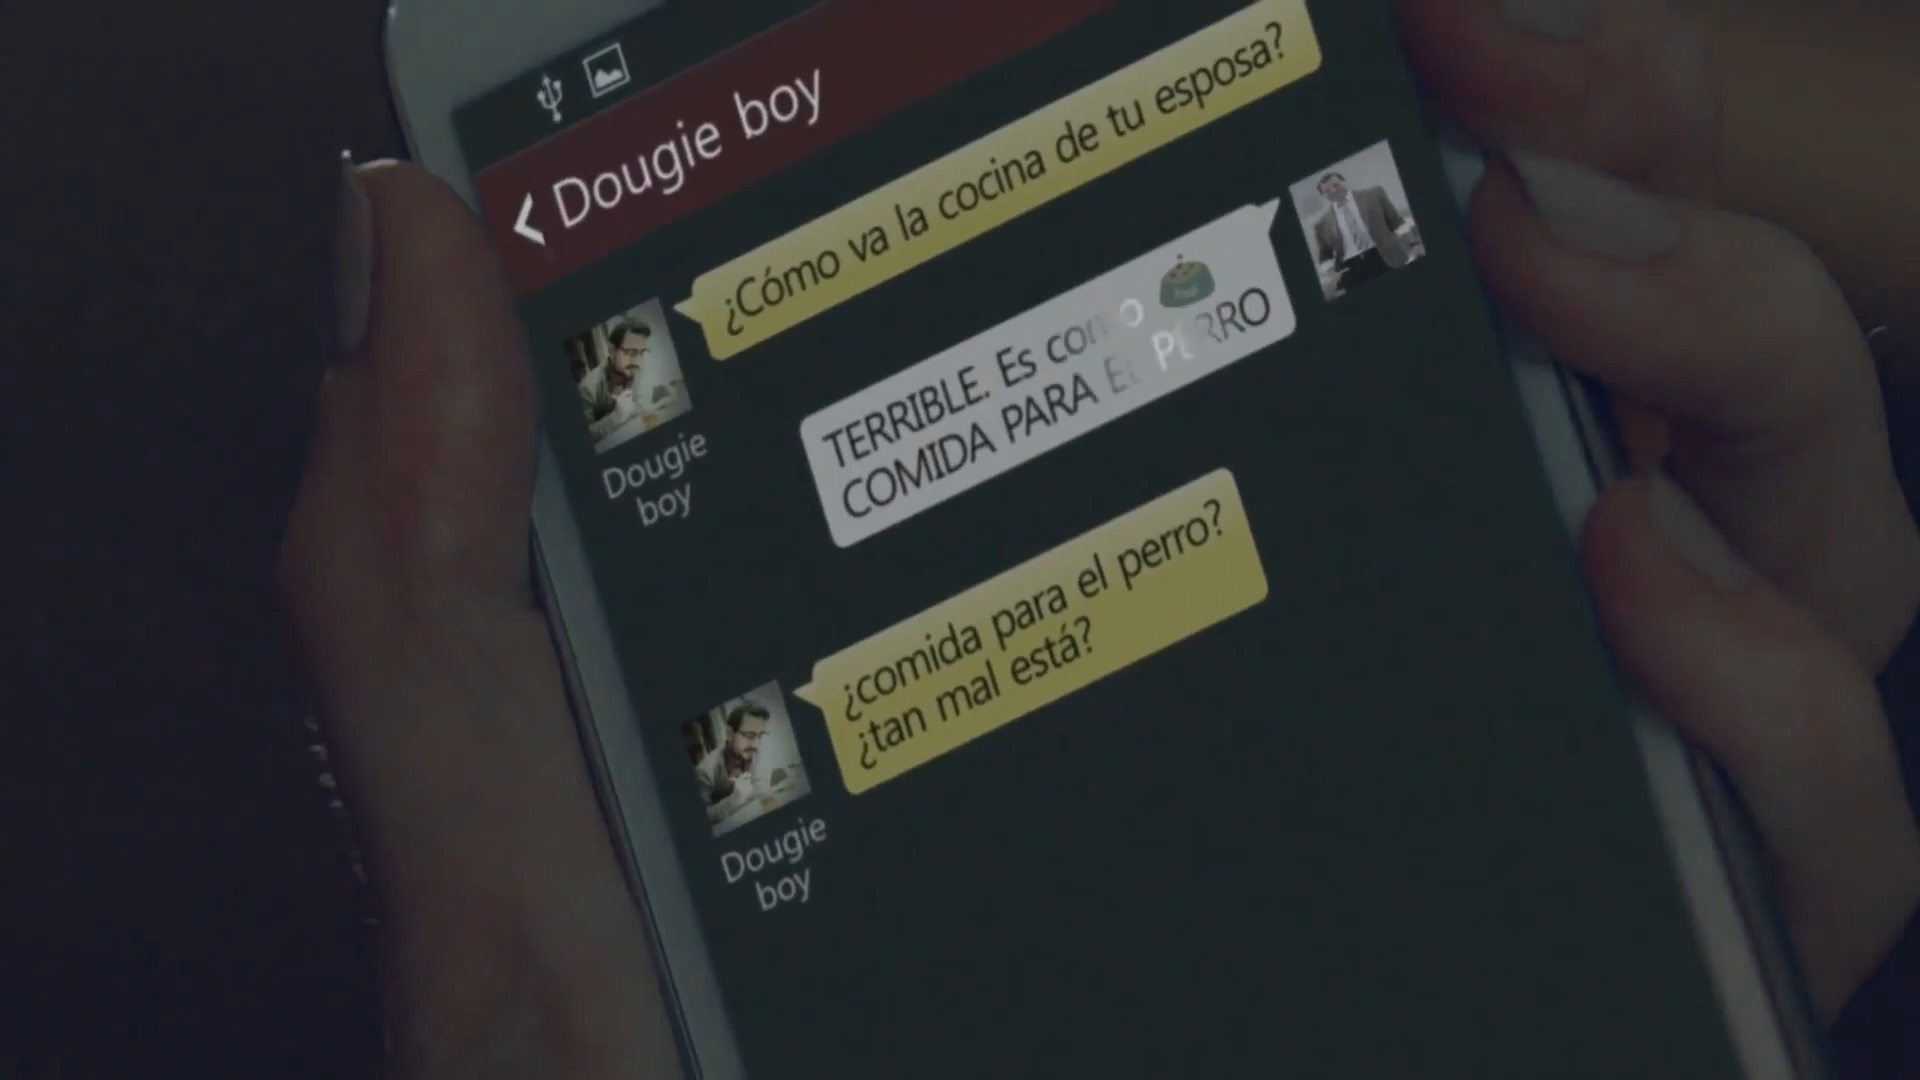 Dougie boy
¿Cómo va la cocina de tu esposa?
TERRIBLE. Es como
COMIDA PARA EL PERRO
Dougie
boy
¿comida para el perro?
¿tan mal está?
Dougie
boy